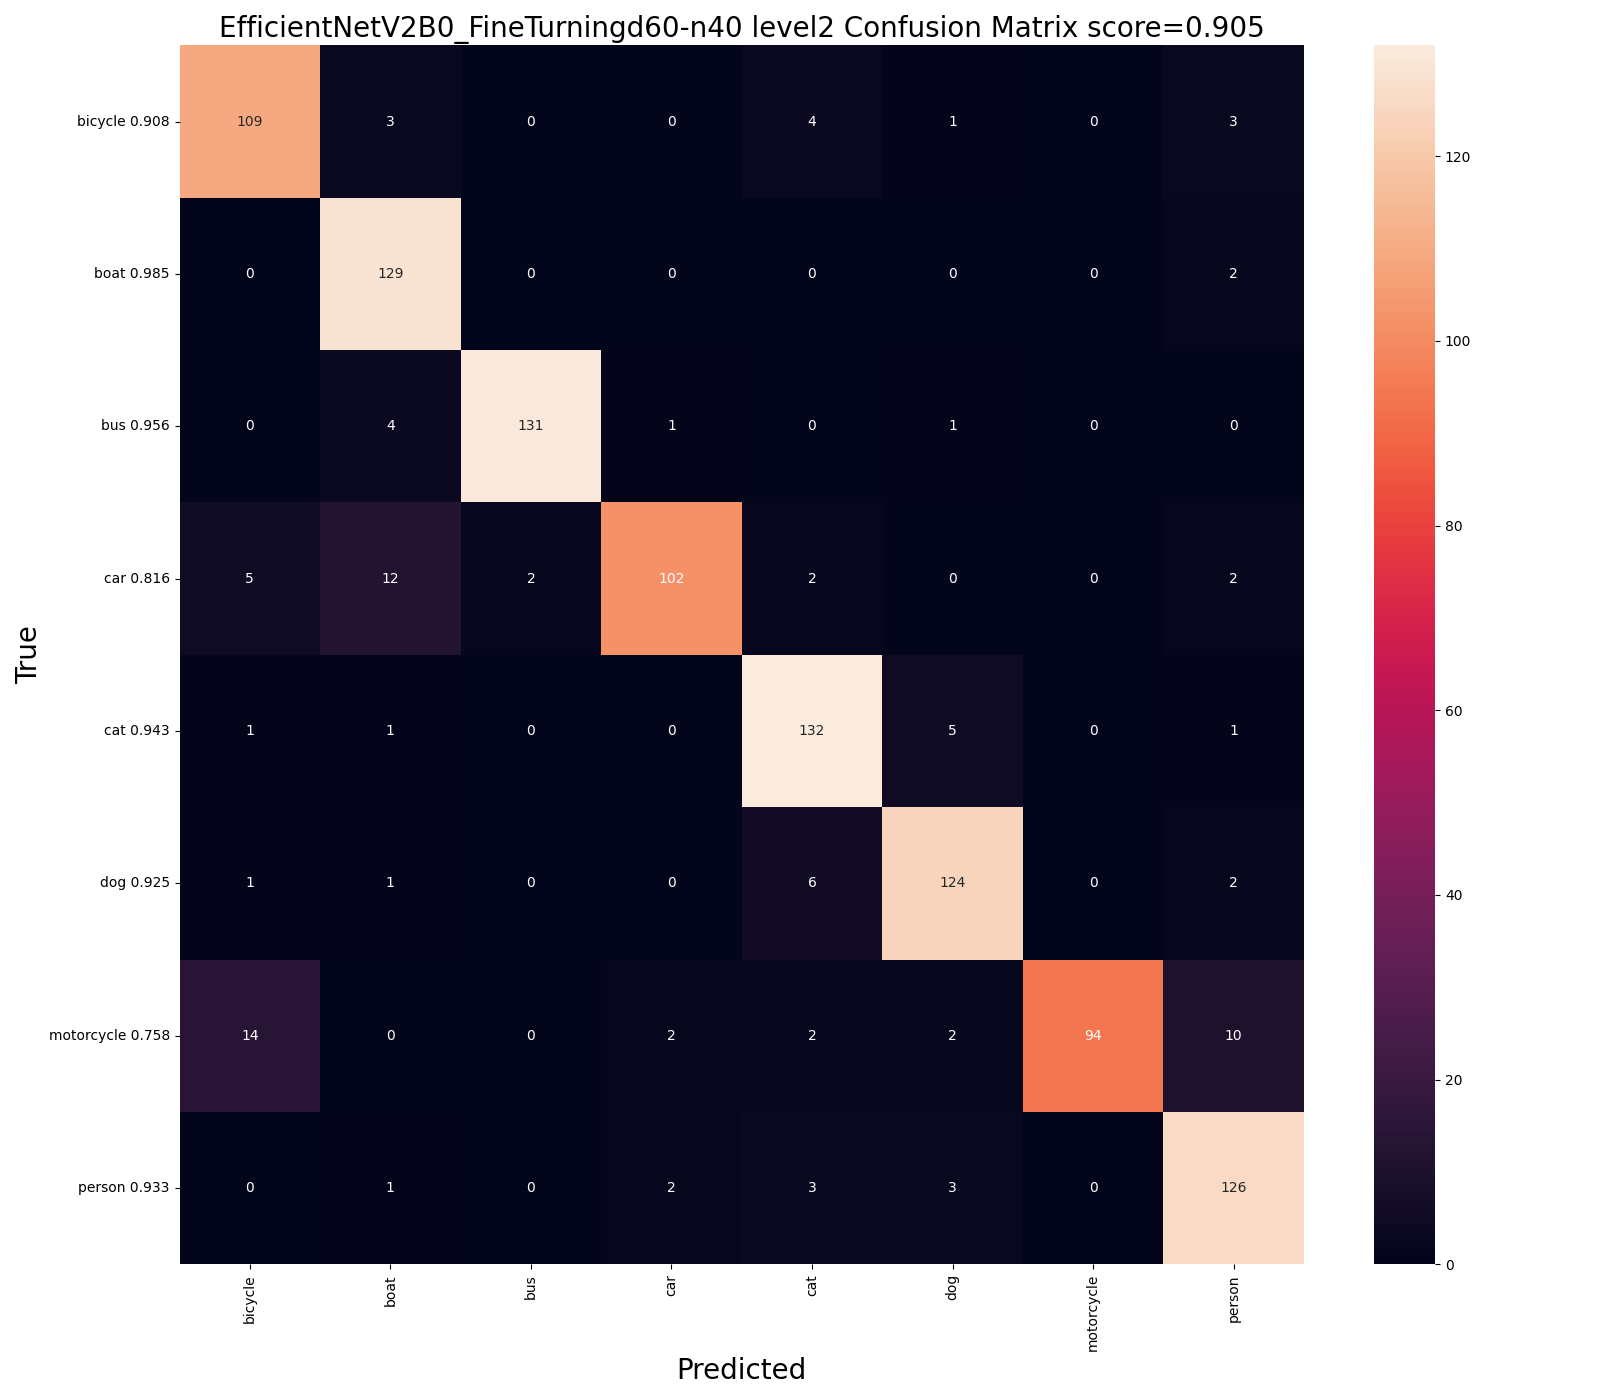 EfficientNetV2B0_FineTurningd60-n40 level2 Confusion Matrix score=0.905
bicycle 0.908 109 3 0 0 4 1 0 3
boat 0.985 0 129 0 0 0 0 0 2
bus 0.956 0 4 131 1 0 1 0 0
car 0.816 5 12 2 102 2 0 0 2
cat 0.943 1 1 0 0 132 5 0 1
dog 0.925 1 1 0 0 6 124 0 2
motorcycle 0.758 14 0 0 2 2 2 94 10
person 0.933 0 1 0 2 3 3 0 126
True
bicycle boat bus car cat dog motorcycle person
Predicted
120
100
80
60
40
20
0